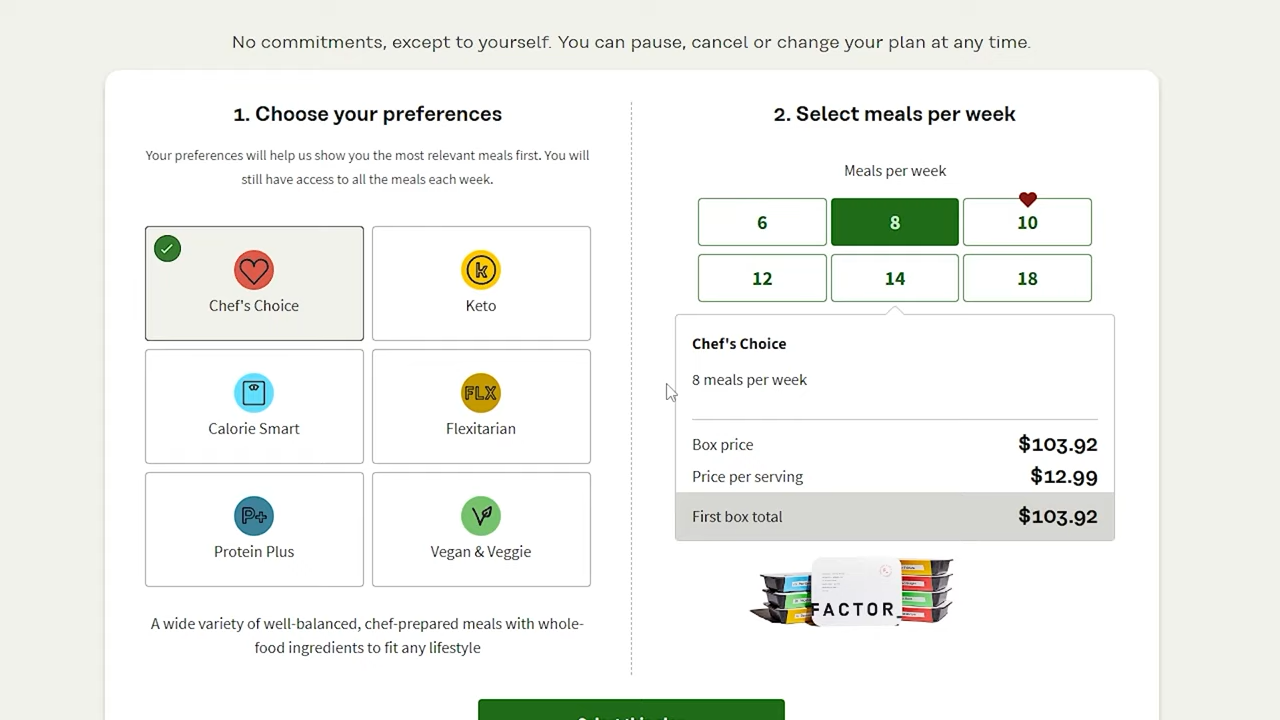 No commitments, except to yourself. You can pause, cancel or change your plan at any time.
1. Choose your preferences
Your preferences will help us show you the most relevant meals first. You will
still have access to all the meals each week.
Chef's Choice
k
Keto
Calorie Smart
FLX
Flexitarian
P+
Protein Plus
Vegan & Veggie
A wide variety of well-balanced, chef-prepared meals with whole-
food ingredients to fit any lifestyle
2. Select meals per week
Meals per week
6
8
10
12
14
18
Chef's Choice
8 meals per week
Box price $103.92
Price per serving $12.99
First box total $103.92
FACTOR_